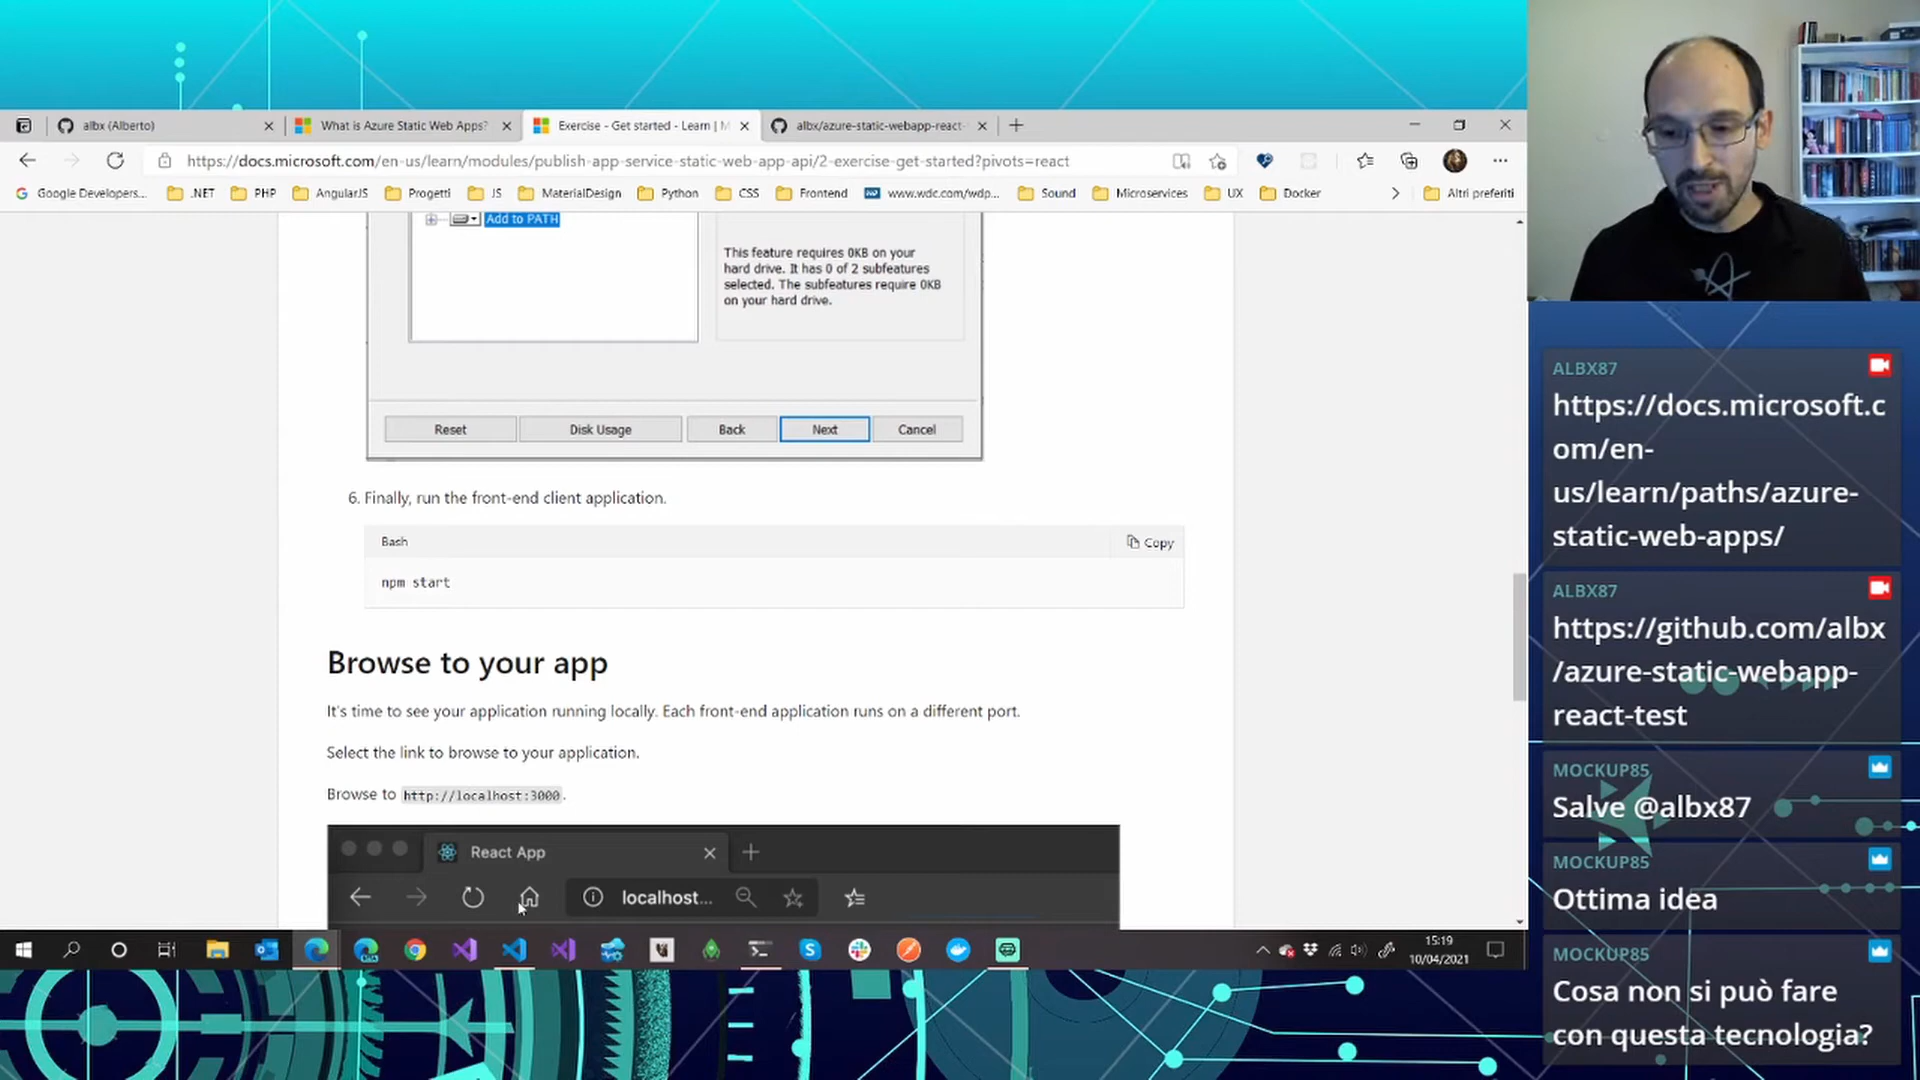 albx (Alberto)
What is Azure Static Web Apps?
Exercise - Get started - Learn | M
albx/azure-static-webapp-react-
https://docs.microsoft.com/en-us/learn/modules/publish-app-service-static-web-app-api/2-exercise-get-started?pivots=react
Google Developers...
.NET
PHP
AngularJS
Progetti
JS
MaterialDesign
Python
CSS
Frontend
www.wdc.com/wdp...
Sound
Microservices
UX
Docker
Altri preferiti
Add to PATH
This feature requires 0KB on your
hard drive. It has 0 of 2 subfeatures
selected. The subfeatures require 0KB
on your hard drive.
Reset
Disk Usage
Back
Next
Cancel
6. Finally, run the front-end client application.
Bash
Copy
npm start
Browse to your app
It's time to see your application running locally. Each front-end application runs on a different port.
Select the link to browse to your application.
Browse to http://localhost:3000.
React App
localhost...
15:19
10/04/2021
ALBX87
https://docs.microsoft.c
om/en-
us/learn/paths/azure-
static-web-apps/
ALBX87
https://github.com/albx
/azure-static-webapp-
react-test
MOCKUP85
Salve @albx87
MOCKUP85
Ottima idea
MOCKUP85
Cosa non si può fare
con questa tecnologia?